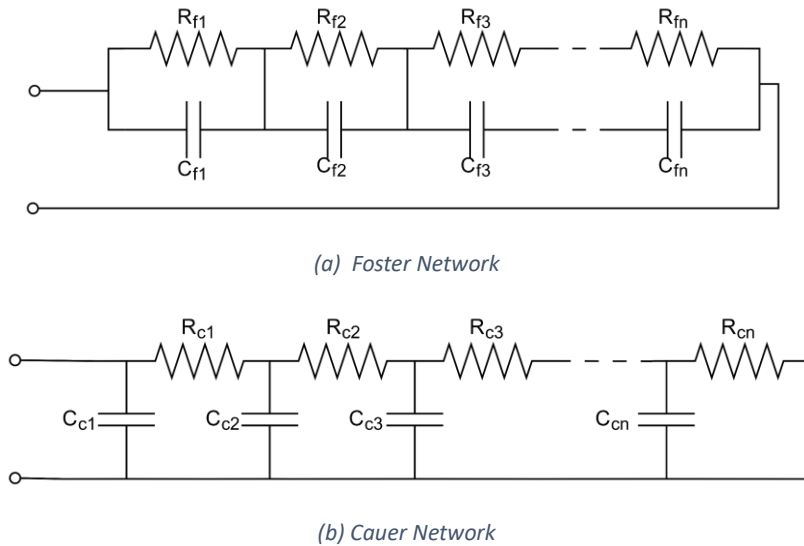 Rf1 Rf2 Rf3 Rfn
Cf1 Cf2 Cf3 Cfn
(a) Foster Network
Rc1 Rc2 Rc3 Rcn
Cc1 Cc2 Cc3 Ccn
(b) Cauer Network